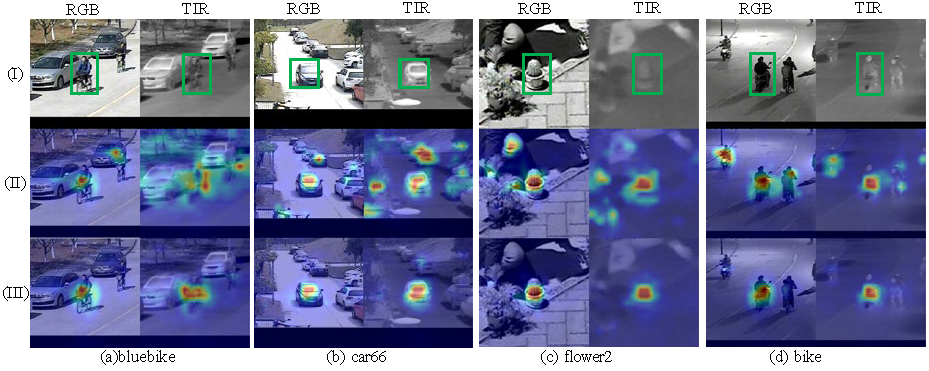 RGB TIR RGB TIR RGB TIR RGB TIR
(I)
(II)
(III)
(a)bluebike (b) car66 (c) flower2 (d) bike